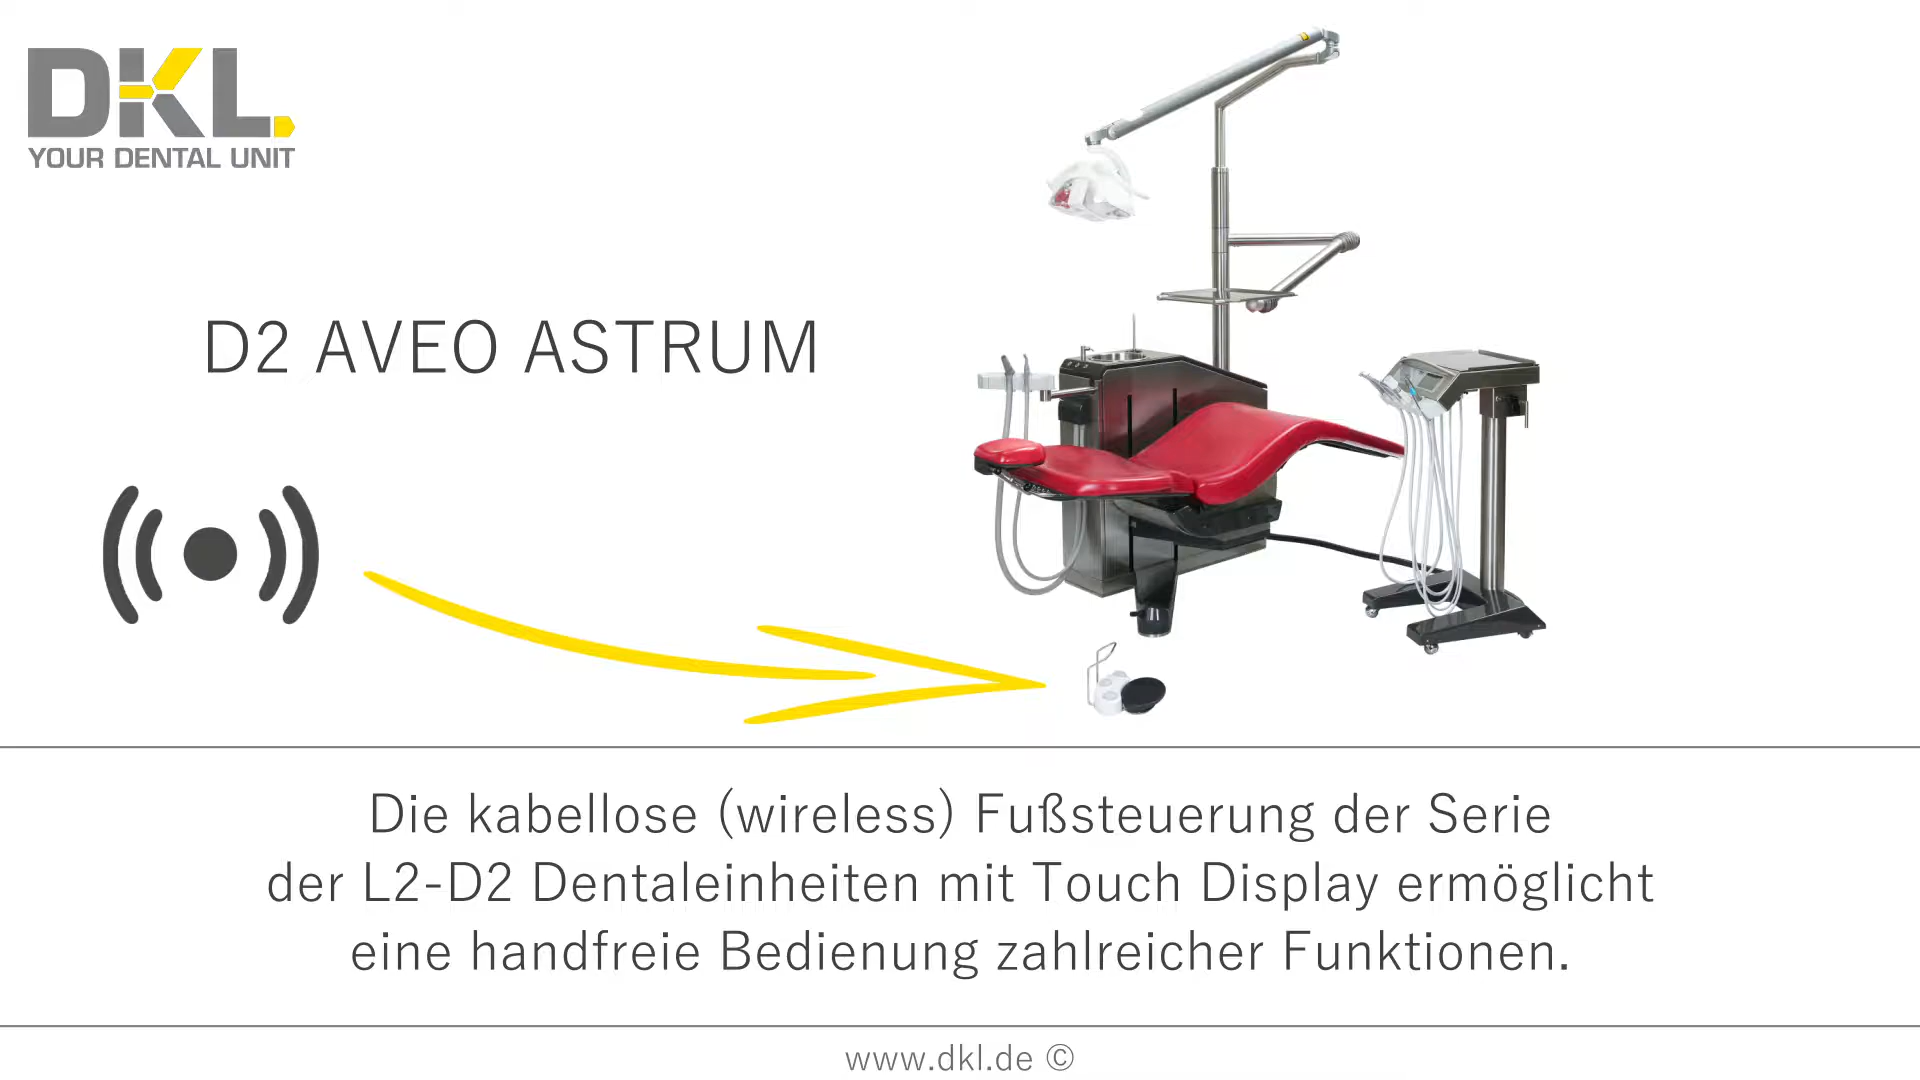 DKL
YOUR DENTAL UNIT
D2 AVEO ASTRUM
Die kabellose (wireless) Fußsteuerung der Serie
der L2-D2 Dentaleinheiten mit Touch Display ermöglicht
eine handfreie Bedienung zahlreicher Funktionen.
www.dkl.de ©